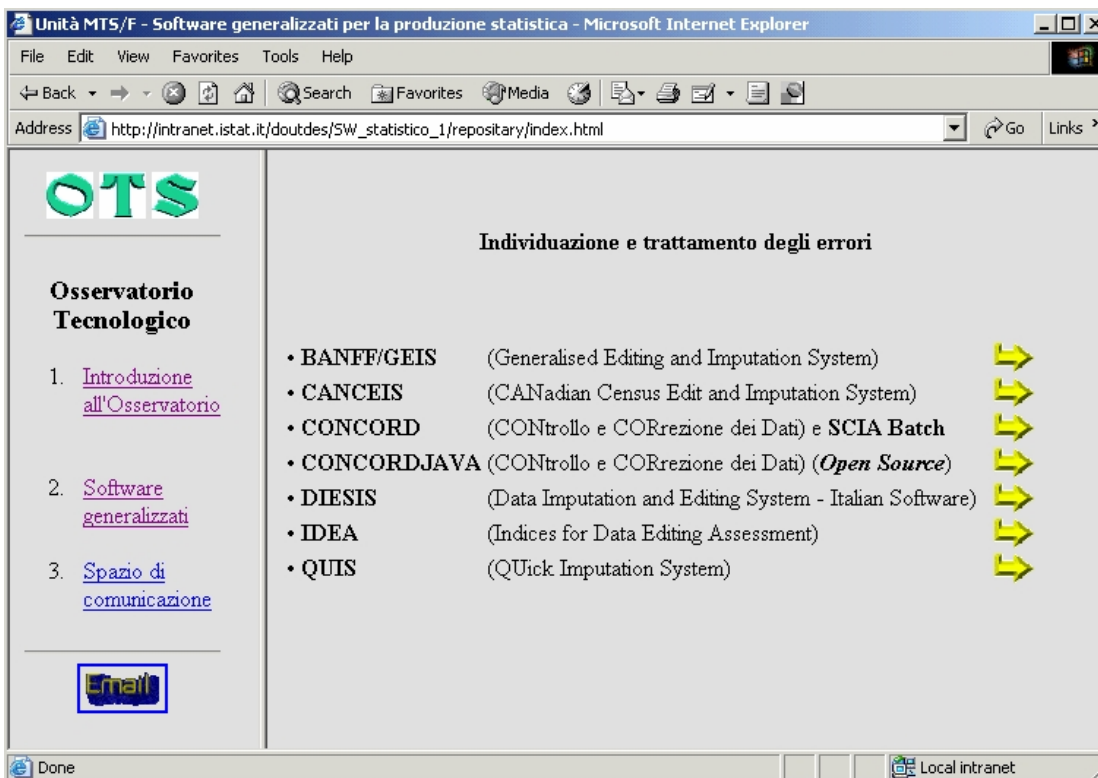 Unità MTS/F - Software generalizzati per la produzione statistica - Microsoft Internet Explorer
File Edit View Favorites Tools Help
Back Search Favorites Media
Address http://intranet.istat.it/doutdes/SW_statistico_1/repositary/index.html Go Links
OTS
Osservatorio
Tecnologico
1. Introduzione
all'Osservatorio
2. Software
generalizzati
3. Spazio di
comunicazione
Email
Individuazione e trattamento degli errori
• BANFF/GEIS (Generalised Editing and Imputation System)
• CANCEIS (CANadian Census Edit and Imputation System)
• CONCORD (CONtrollo e CORrezione dei Dati) e SCIA Batch
• CONCORDJAVA (CONtrollo e CORrezione dei Dati) (Open Source)
• DIESIS (Data Imputation and Editing System - Italian Software)
• IDEA (Indices for Data Editing Assessment)
• QUIS (QUick Imputation System)
Done Local intranet